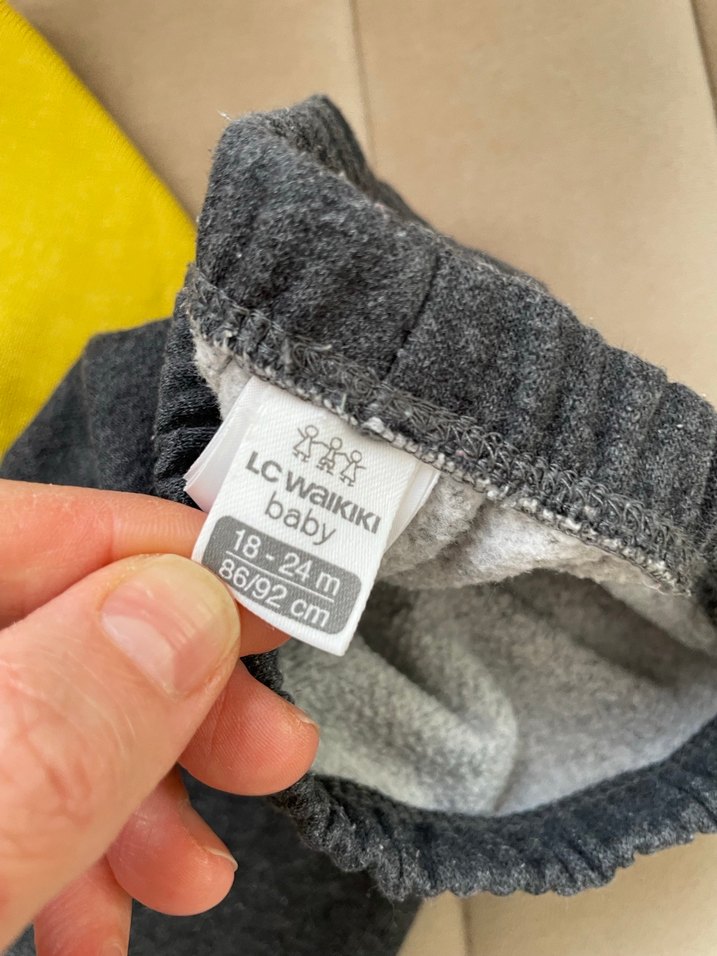 LC WAIKIKI
baby
18 - 24 m
86/92 cm